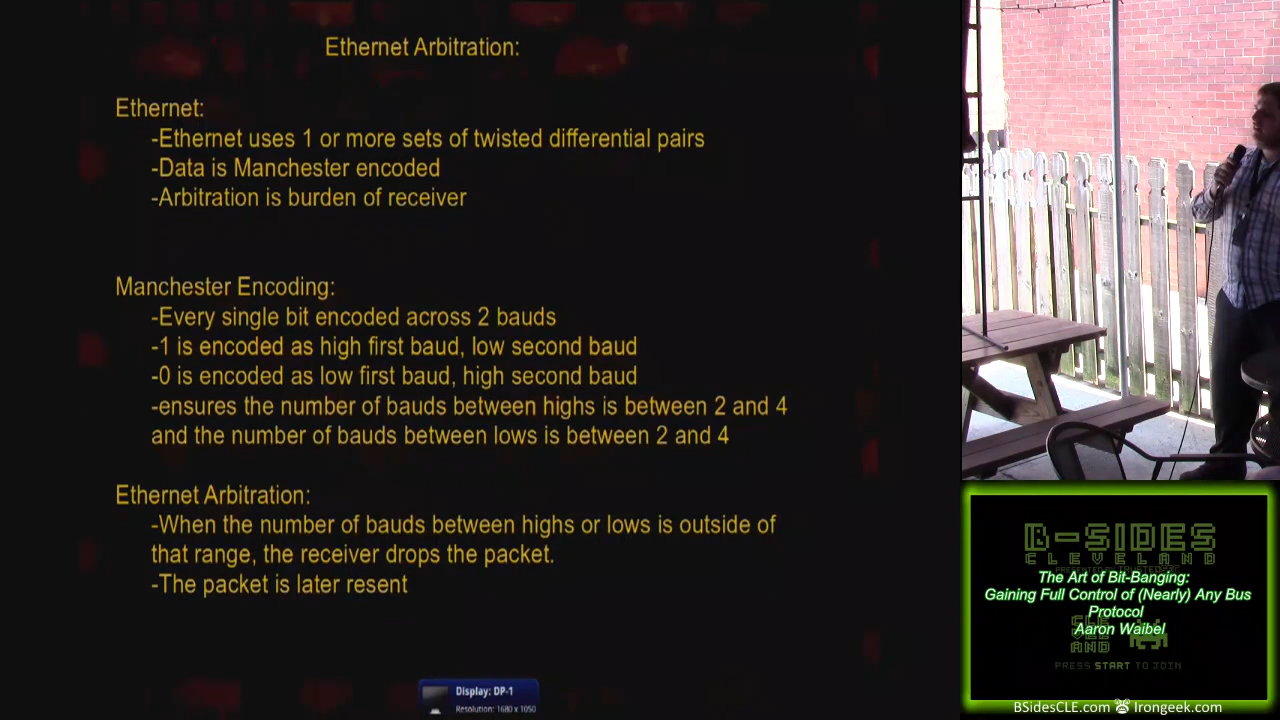 Ethernet Arbitration:
Ethernet:
-Ethernet uses 1 or more sets of twisted differential pairs
-Data is Manchester encoded
-Arbitration is burden of receiver
Manchester Encoding:
-Every single bit encoded across 2 bauds
-1 is encoded as high first baud, low second baud
-0 is encoded as low first baud, high second baud
-ensures the number of bauds between highs is between 2 and 4
and the number of bauds between lows is between 2 and 4
Ethernet Arbitration:
-When the number of bauds between highs or lows is outside of
that range, the receiver drops the packet.
-The packet is later resent
Display: DP-1
Resolution: 1680 x 1050
B-SIDES
CLEVELAND
The Art of Bit-Banging:
Gaining Full Control of (Nearly) Any Bus
Protocol
Aaron Waibel
CLE
VEL
AND
PRESS START TO JOIN
BSidesCLE.com Irongeek.com